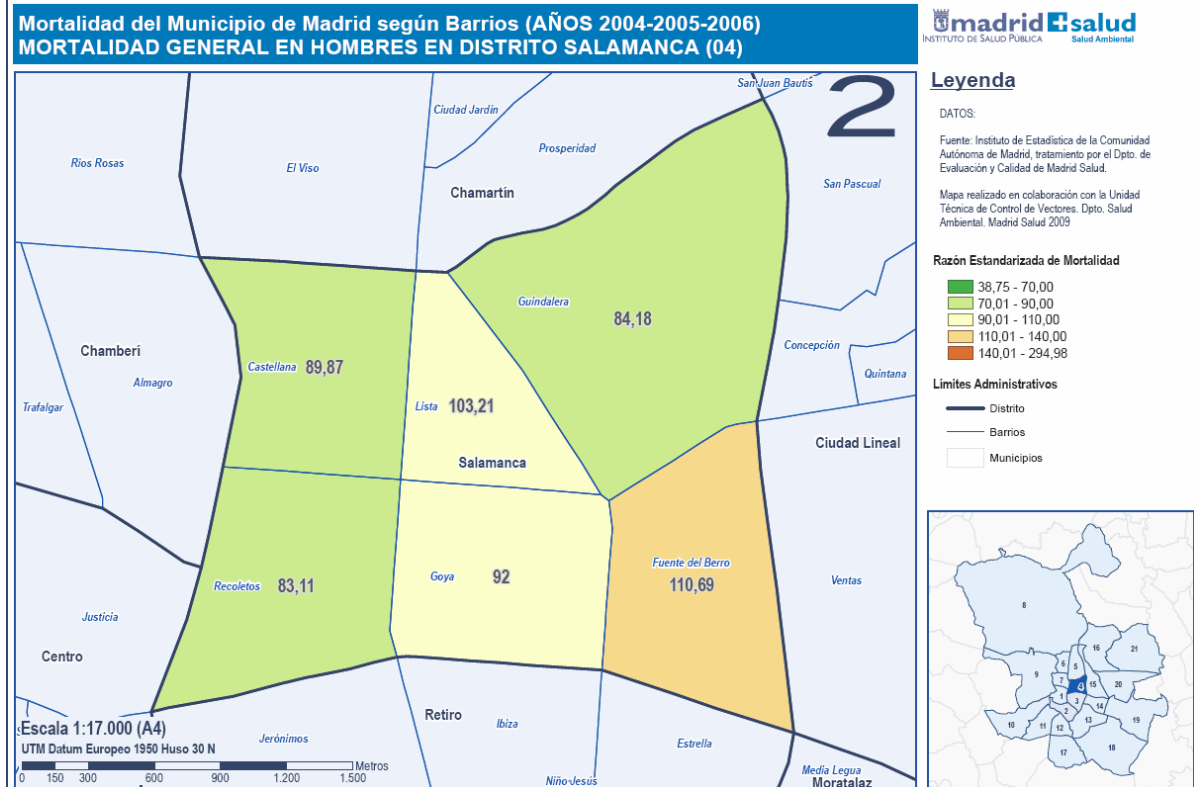 Mortalidad del Municipio de Madrid según Barrios (AÑOS 2004-2005-2006)
MORTALIDAD GENERAL EN HOMBRES EN DISTRITO SALAMANCA (04)
madrid salud
INSTITUTO DE SALUD PÚBLICA
Salud Ambiental
2
San Juan Bautis
Ciudad Jardín
Prosperidad
Rios Rosas
El Viso
San Pascual
Chamartín
Guindalera
84,18
Chamberí
Castellana 89,87
Almagro
Concepción
Quintana
Trafalgar
Lista 103,21
Ciudad Lineal
Salamanca
Fuente del Berro
110,69
Goya 92
Recoletos 83,11
Ventas
Justicia
Centro
Retiro
Ibiza
Jerónimos
Estrella
Niño Jesús
Media Legua
Moratalaz
Escala 1:17.000 (A4)
UTM Datum Europeo 1950 Huso 30 N
Metros
0 150 300 600 900 1.200 1.500
Leyenda
DATOS:
Fuente: Instituto de Estadística de la Comunidad
Autónoma de Madrid, tratamiento por el Dpto. de
Evaluación y Calidad de Madrid Salud.
Mapa realizado en colaboración con la Unidad
Técnica de Control de Vectores. Dpto. Salud
Ambiental. Madrid Salud 2009
Razón Estandarizada de Mortalidad
38,75 - 70,00
70,01 - 90,00
90,01 - 110,00
110,01 - 140,00
140,01 - 294,98
Limites Administrativos
Distrito
Barrios
Municipios
8
16
21
6
5
9
7
4
15
20
1
3
14
2
10
11
12
13
19
17
18